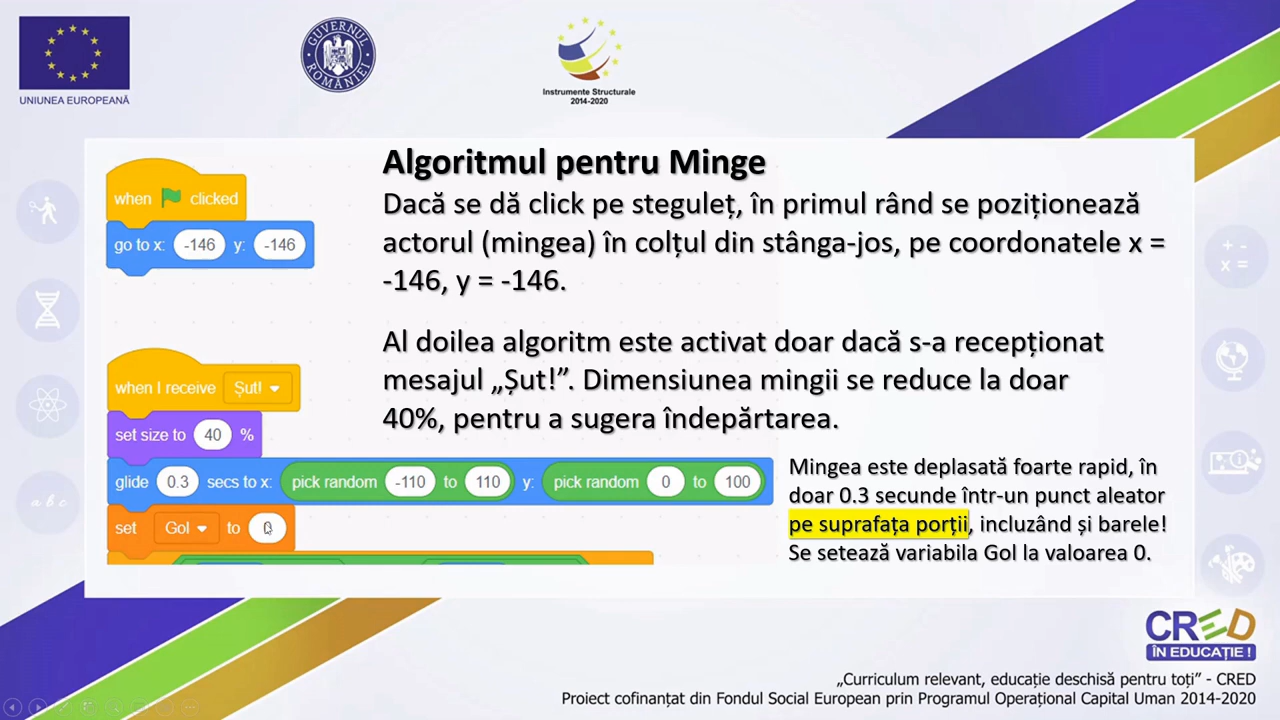 UNIUNEA EUROPEANĂ
GUVERNUL ROMÂNIEI
Instrumente Structurale
2014-2020
Algoritmul pentru Minge
Dacă se dă click pe steguleț, în primul rând se poziționează
actorul (mingea) în colțul din stânga-jos, pe coordonatele x =
-146, y = -146.
when clicked
go to x: -146 y: -146
Al doilea algoritm este activat doar dacă s-a recepționat
mesajul „Șut!”. Dimensiunea mingii se reduce la doar
40%, pentru a sugera îndepărtarea.
when I receive Șut!
set size to 40 %
glide 0.3 secs to x: pick random -110 to 110 y: pick random 0 to 100
set Gol to 0
Mingea este deplasată foarte rapid, în
doar 0.3 secunde într-un punct aleator
pe suprafața porții, incluzând și barele!
Se setează variabila Gol la valoarea 0.
+ -
x =
a b c
CRED
ÎN EDUCAȚIE !
„Curriculum relevant, educație deschisă pentru toți” - CRED
Proiect cofinanțat din Fondul Social European prin Programul Operațional Capital Uman 2014-2020